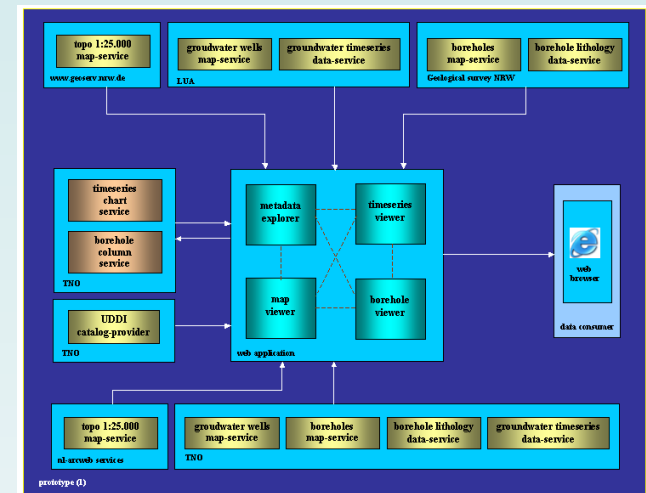 topo 1:25.000
map-service
www.geoserv.nrw.de
groudwater wells
map-service
groundwater timeseries
data-service
LUA
boreholes
map-service
borehole lithology
data-service
Geological survey NRW
timeseries
chart
service
borehole
column
service
TNO
UDDI
catalog-provider
TNO
metadata
explorer
timeseries
viewer
map
viewer
borehole
viewer
web application
web
browser
data consumer
topo 1:25.000
map-service
nl-arcweb services
groudwater wells
map-service
boreholes
map-service
borehole lithology
data-service
groundwater timeseries
data-service
TNO
prototype (1)